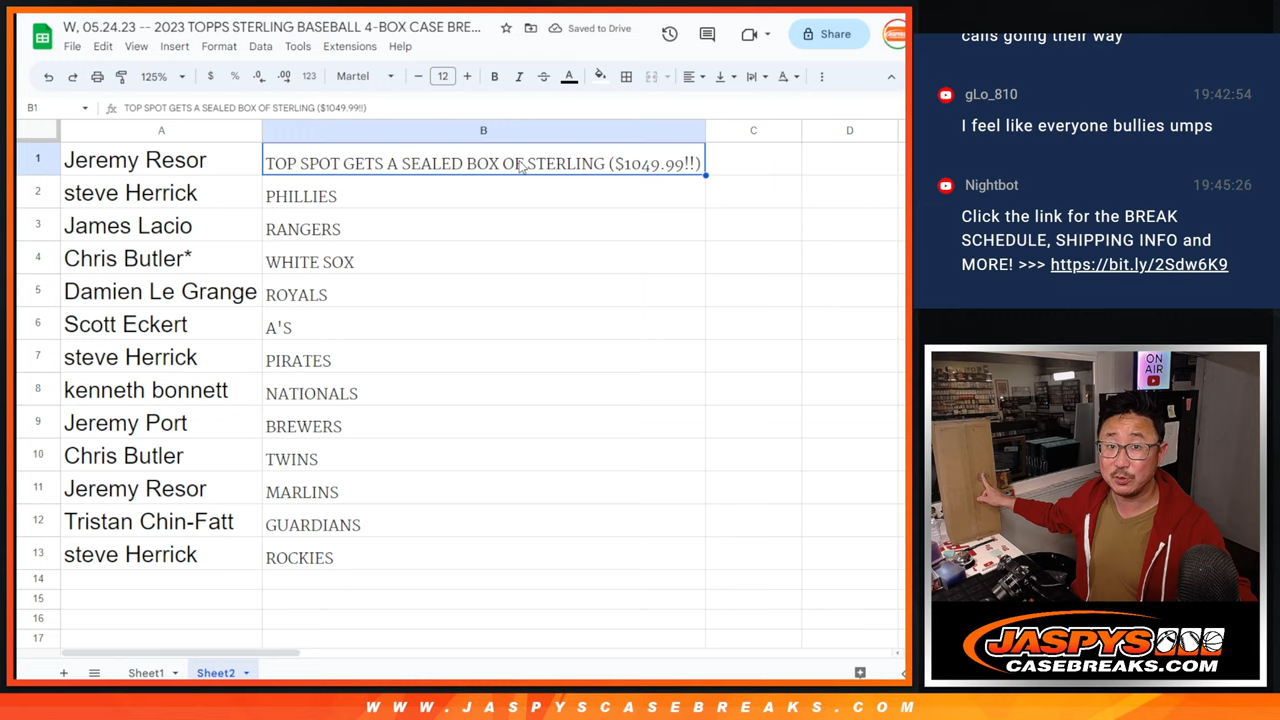 W, 05.24.23 -- 2023 TOPPS STERLING BASEBALL 4-BOX CASE BRE...
Saved to Drive
Share
File Edit View Insert Format Data Tools Extensions Help
125% $ % .0 .00 123 Martel 12 B I A
B1 fx TOP SPOT GETS A SEALED BOX OF STERLING ($1049.99!!)
A B C D
1 Jeremy Resor TOP SPOT GETS A SEALED BOX OF STERLING ($1049.99!!)
2 steve Herrick PHILLIES
3 James Lacio RANGERS
4 Chris Butler* WHITE SOX
5 Damien Le Grange ROYALS
6 Scott Eckert A'S
7 steve Herrick PIRATES
8 kenneth bonnett NATIONALS
9 Jeremy Port BREWERS
10 Chris Butler TWINS
11 Jeremy Resor MARLINS
12 Tristan Chin-Fatt GUARDIANS
13 steve Herrick ROCKIES
14
15
16
17
Sheet1 Sheet2
calls going their way
gLo_810 19:42:54
I feel like everyone bullies umps
Nightbot 19:45:26
Click the link for the BREAK
SCHEDULE, SHIPPING INFO and
MORE! >>> https://bit.ly/2Sdw6K9
ON
AIR
JASPYS
CASEBREAKS.COM
WWW.JASPYSCASEBREAKS.COM